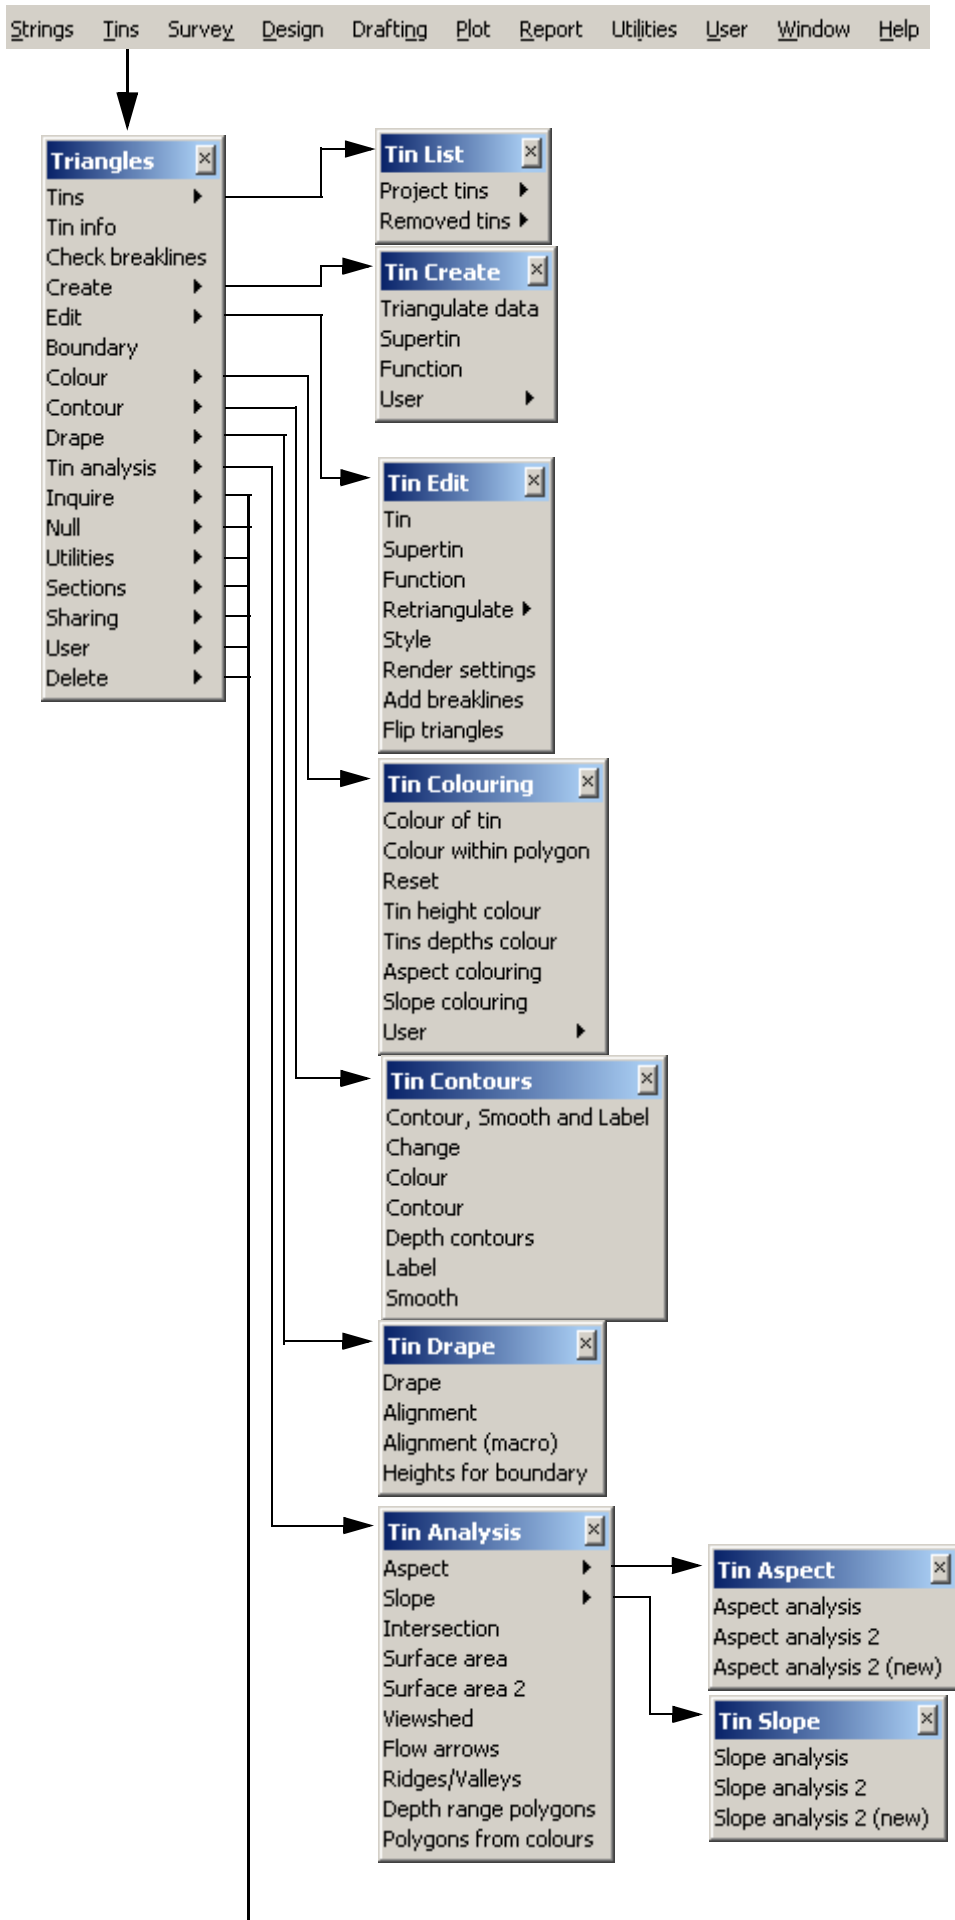 Strings Tins Survey Design Drafting Plot Report Utilities User Window Help
Triangles
Tins
Tin info
Check breaklines
Create
Edit
Boundary
Colour
Contour
Drape
Tin analysis
Inquire
Null
Utilities
Sections
Sharing
User
Delete
Tin List
Project tins
Removed tins
Tin Create
Triangulate data
Supertin
Function
User
Tin Edit
Tin
Supertin
Function
Retriangulate
Style
Render settings
Add breaklines
Flip triangles
Tin Colouring
Colour of tin
Colour within polygon
Reset
Tin height colour
Tins depths colour
Aspect colouring
Slope colouring
User
Tin Contours
Contour, Smooth and Label
Change
Colour
Contour
Depth contours
Label
Smooth
Tin Drape
Drape
Alignment
Alignment (macro)
Heights for boundary
Tin Analysis
Aspect
Slope
Intersection
Surface area
Surface area 2
Viewshed
Flow arrows
Ridges/Valleys
Depth range polygons
Polygons from colours
Tin Aspect
Aspect analysis
Aspect analysis 2
Aspect analysis 2 (new)
Tin Slope
Slope analysis
Slope analysis 2
Slope analysis 2 (new)